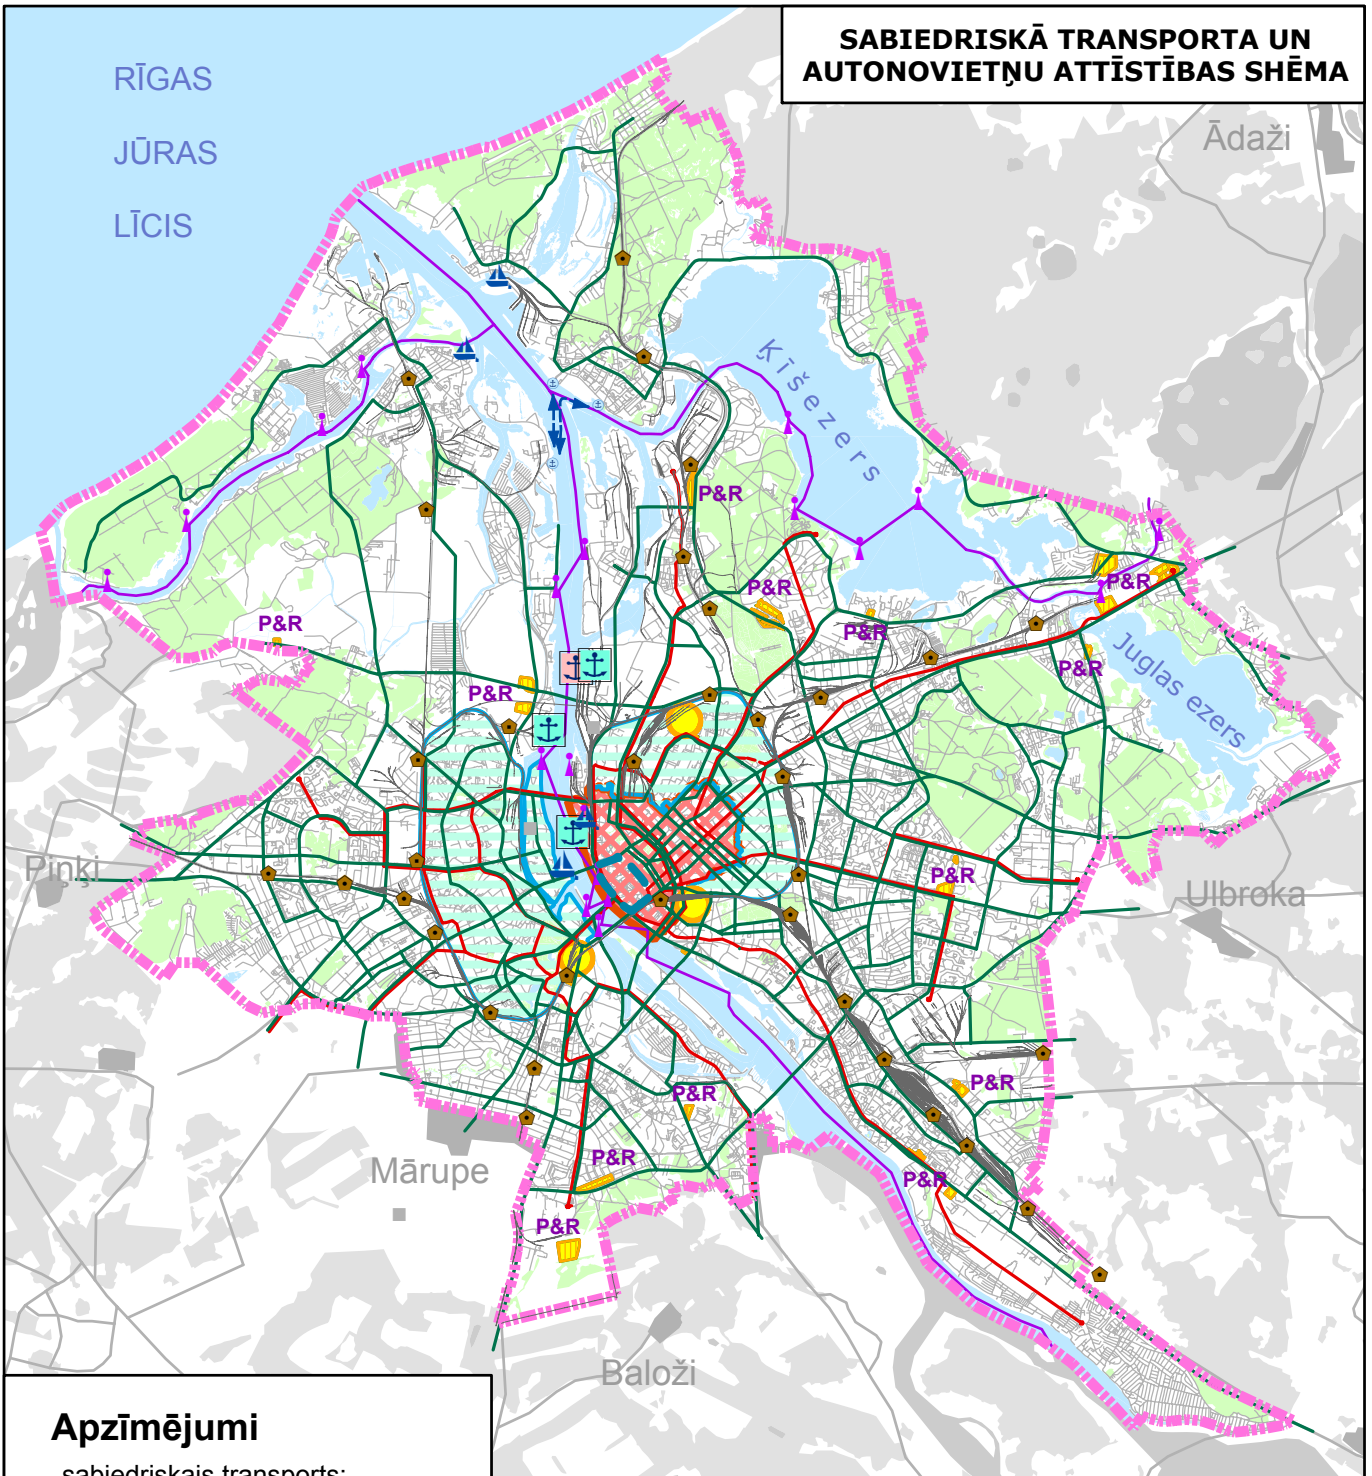 SABIEDRISKĀ TRANSPORTA UN
AUTONOVIETŅU ATTĪSTĪBAS SHĒMA
RĪGAS
JŪRAS
LĪCIS
Ādaži
Ķīšezers
P&R
P&R
P&R
P&R
P&R
P&R
P&R
Juglas ezers
Piņķi
P&R
Ulbroka
P&R
P&R
P&R
P&R
Mārupe
P&R
Baloži
Apzīmējumi
sabiedriskais transports: